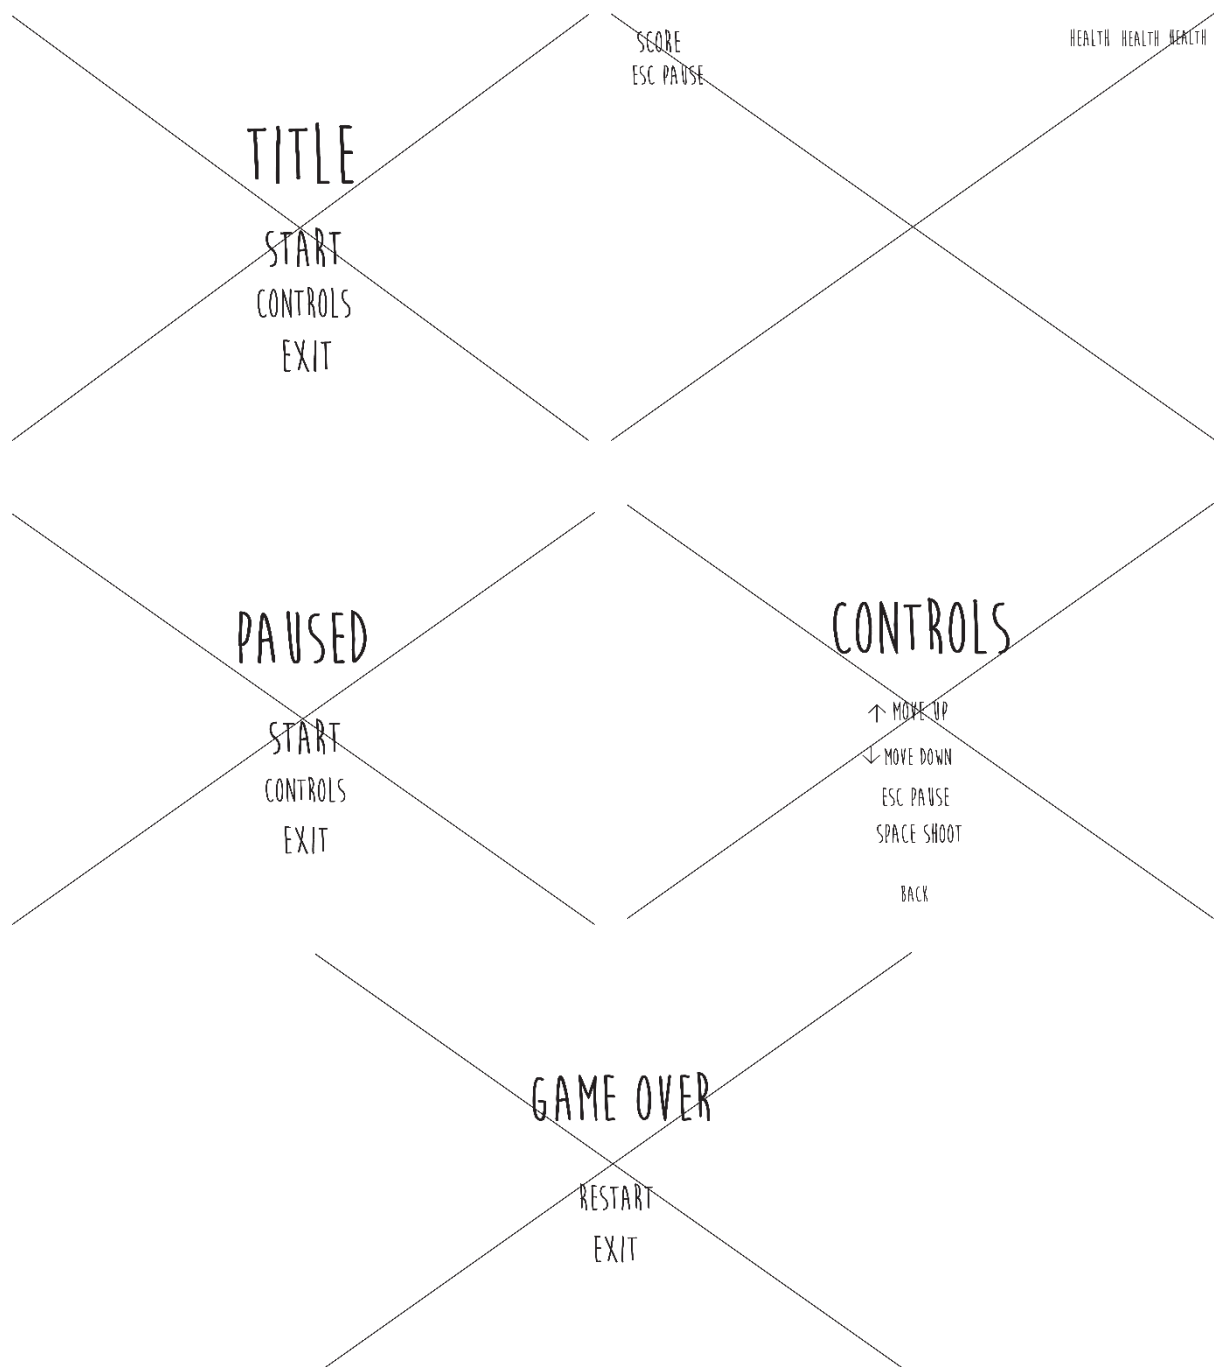 TITLE
START
CONTROLS
EXIT
SCORE
ESC PAUSE
HEALTH HEALTH HEALTH
PAUSED
START
CONTROLS
EXIT
CONTROLS
↑ MOVE UP
↓ MOVE DOWN
ESC PAUSE
SPACE SHOOT
BACK
GAME OVER
RESTART
EXIT